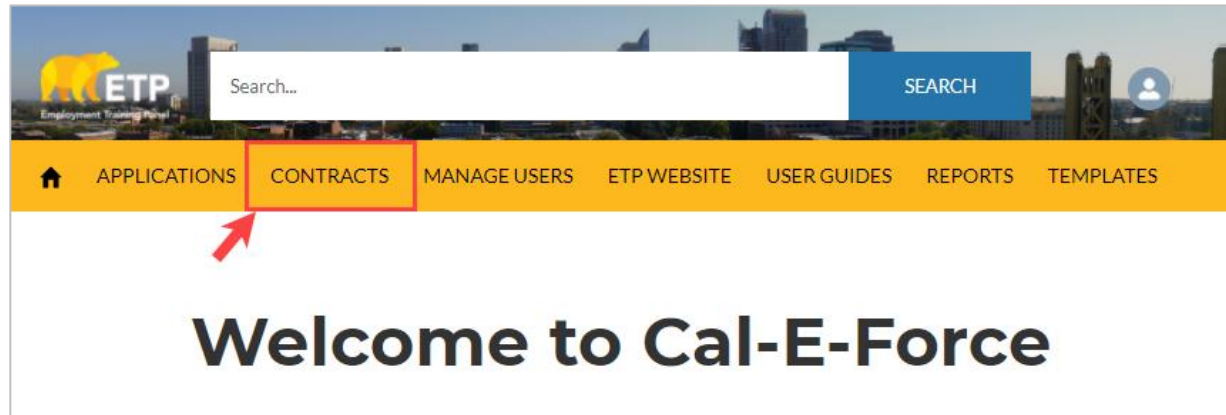 ETP
Employment Training Panel
Search...
SEARCH
APPLICATIONS CONTRACTS MANAGE USERS ETP WEBSITE USER GUIDES REPORTS TEMPLATES
Welcome to Cal-E-Force